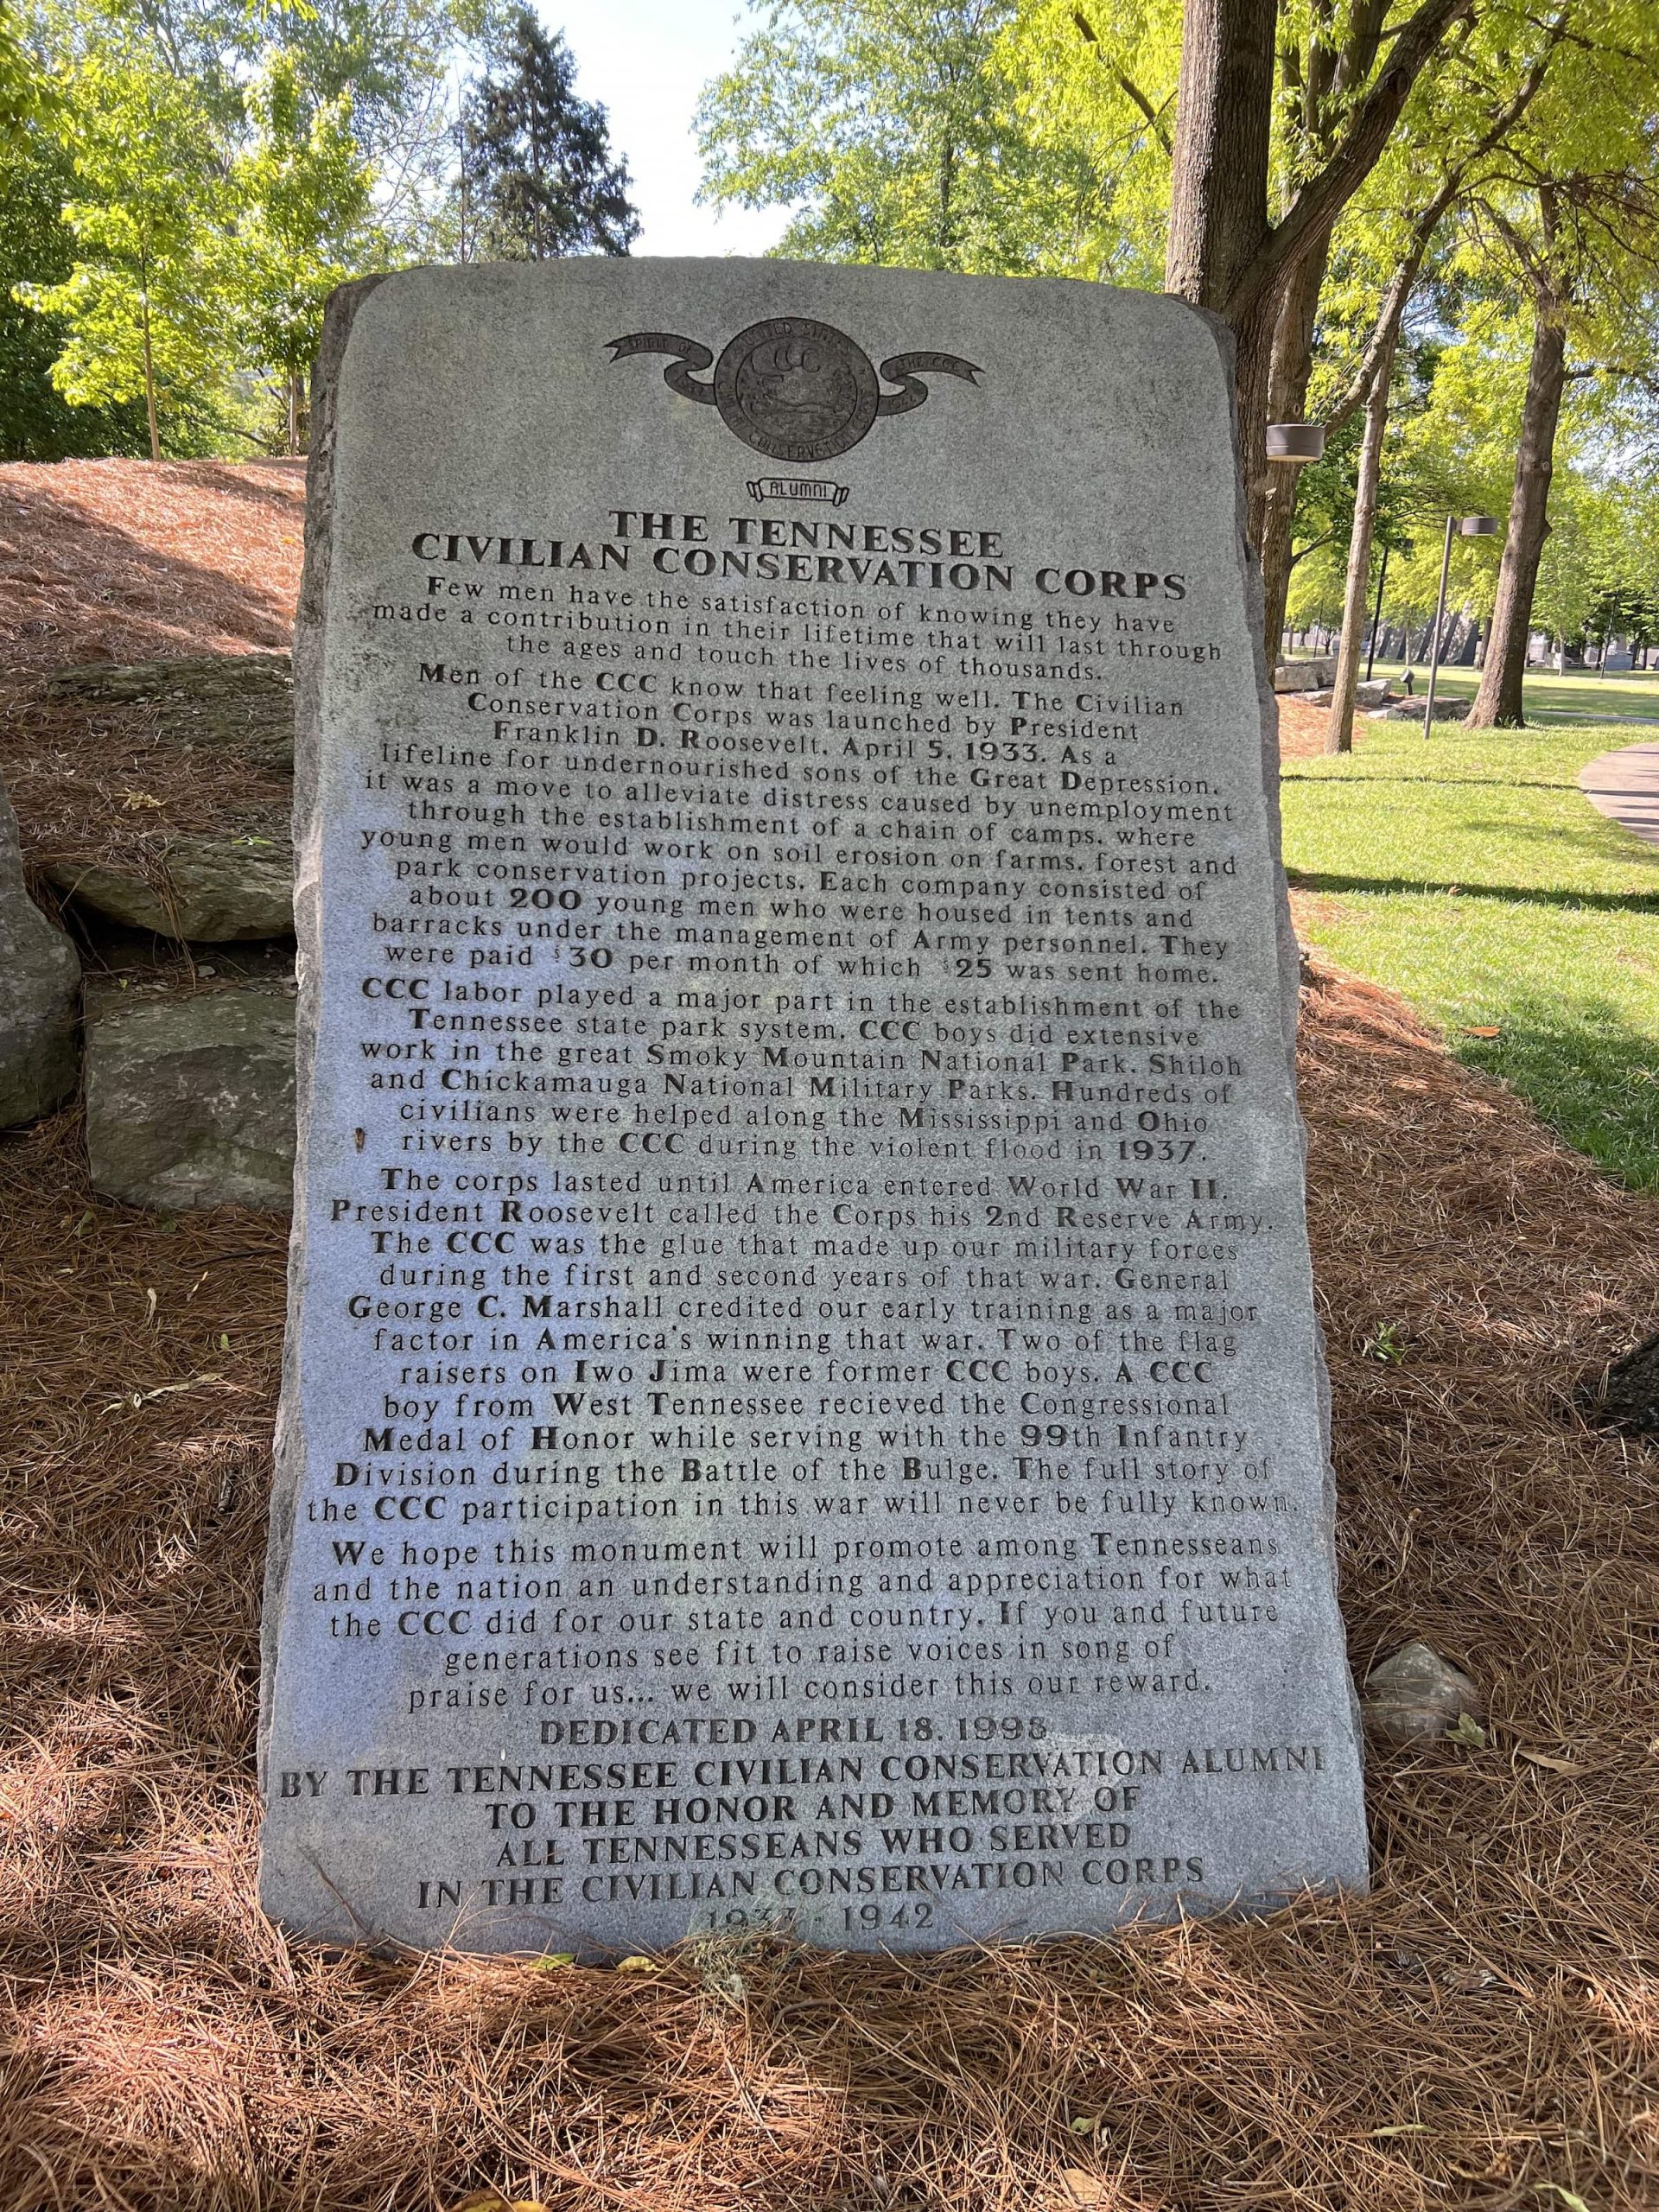 SPIRIT OF
THE CCC
UNITED STATES
CCC
CONSERVATION CORPS
ALUMNI
THE TENNESSEE
CIVILIAN CONSERVATION CORPS
Few men have the satisfaction of knowing they have
made a contribution in their lifetime that will last through
the ages and touch the lives of thousands.
Men of the CCC know that feeling well. The Civilian
Conservation Corps was launched by President
Franklin D. Roosevelt, April 5, 1933. As a
lifeline for undernourished sons of the Great Depression,
it was a move to alleviate distress caused by unemployment
through the establishment of a chain of camps, where
young men would work on soil erosion on farms, forest and
park conservation projects. Each company consisted of
about 200 young men who were housed in tents and
barracks under the management of Army personnel. They
were paid $30 per month of which $25 was sent home.
CCC labor played a major part in the establishment of the
Tennessee state park system. CCC boys did extensive
work in the great Smoky Mountain National Park, Shiloh
and Chickamauga National Military Parks. Hundreds of
civilians were helped along the Mississippi and Ohio
rivers by the CCC during the violent flood in 1937.
The corps lasted until America entered World War II.
President Roosevelt called the Corps his 2nd Reserve Army.
The CCC was the glue that made up our military forces
during the first and second years of that war. General
George C. Marshall credited our early training as a major
factor in America's winning that war. Two of the flag
raisers on Iwo Jima were former CCC boys. A CCC
boy from West Tennessee recieved the Congressional
Medal of Honor while serving with the 99th Infantry
Division during the Battle of the Bulge. The full story of
the CCC participation in this war will never be fully known.
We hope this monument will promote among Tennesseans
and the nation an understanding and appreciation for what
the CCC did for our state and country. If you and future
generations see fit to raise voices in song of
praise for us... we will consider this our reward.
DEDICATED APRIL 18, 1998
BY THE TENNESSEE CIVILIAN CONSERVATION ALUMNI
TO THE HONOR AND MEMORY OF
ALL TENNESSEANS WHO SERVED
IN THE CIVILIAN CONSERVATION CORPS
1933 - 1942